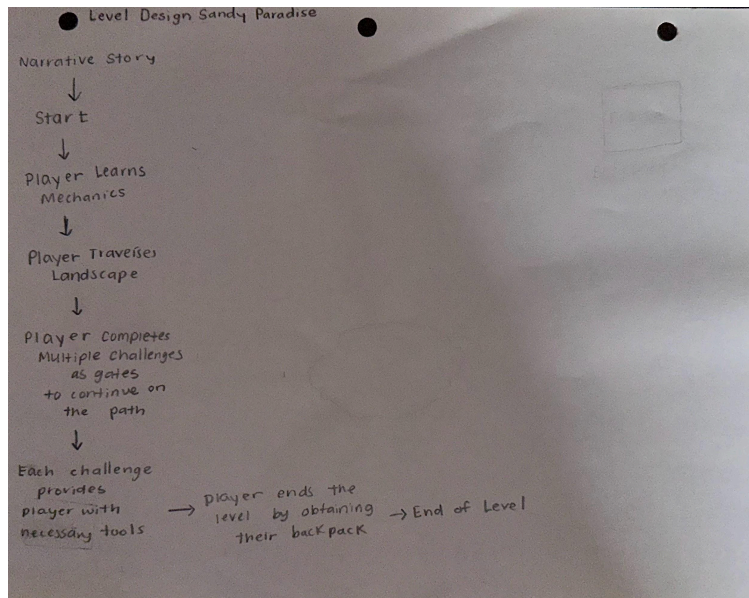 Level Design Sandy Paradise
Narrative Story
Start
Player Learns
Mechanics
Player Traverses
Landscape
Player Completes
Multiple Challenges
as gates
to continue on
the path
Each challenge
provides
player with
necessary tools
player ends the
level by obtaining
their backpack
End of Level